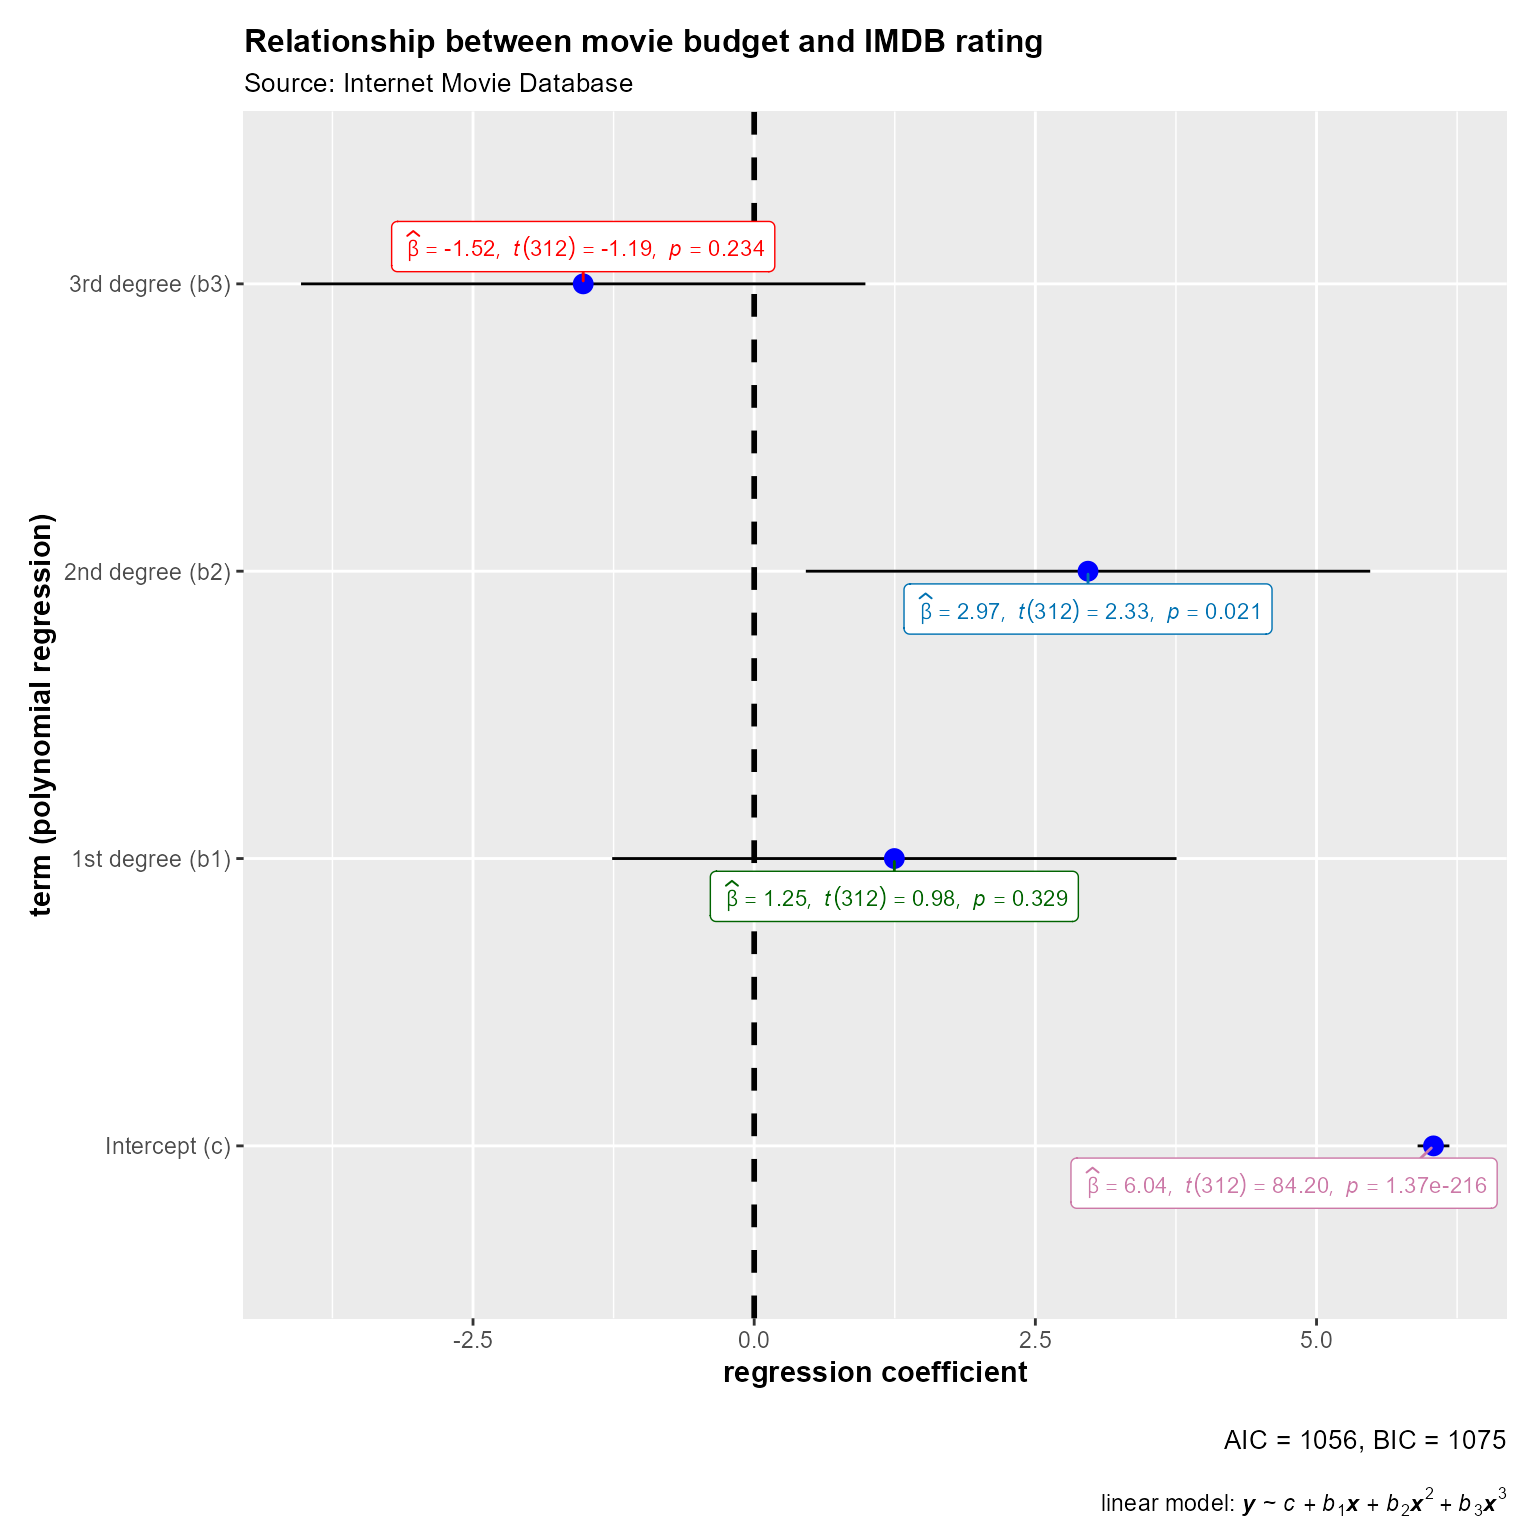 Relationship between movie budget and IMDB rating
Source: Internet Movie Database
term (polynomial regression)
3rd degree (b3)
β̂ = -1.52, t(312) = -1.19, p = 0.234
2nd degree (b2)
β̂ = 2.97, t(312) = 2.33, p = 0.021
1st degree (b1)
β̂ = 1.25, t(312) = 0.98, p = 0.329
Intercept (c)
β̂ = 6.04, t(312) = 84.20, p = 1.37e-216
-2.5 0.0 2.5 5.0
regression coefficient
AIC = 1056, BIC = 1075
linear model: y ~ c + b₁x + b₂x² + b₃x³